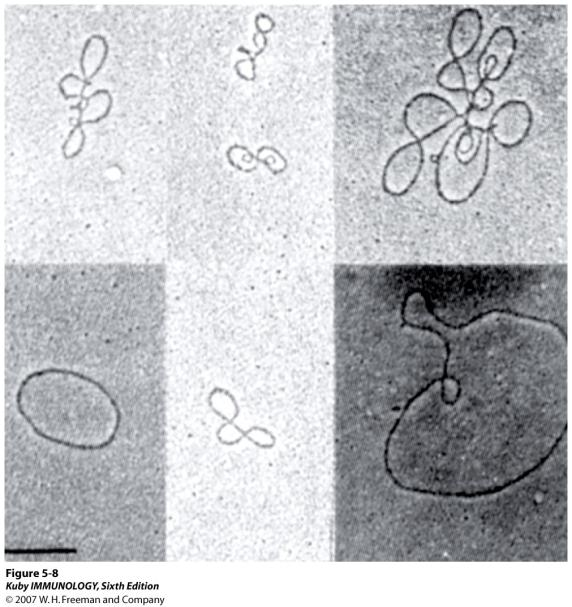 Figure 5-8
Kuby IMMUNOLOGY, Sixth Edition
© 2007 W. H. Freeman and Company